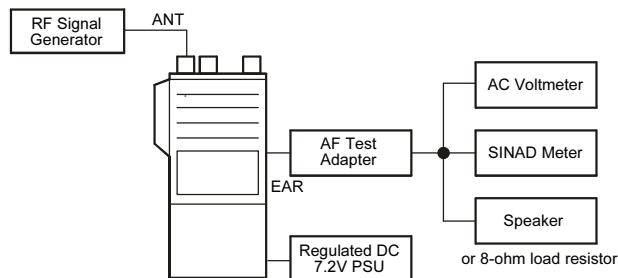 RF Signal
Generator
ANT
AF Test
Adapter
EAR
Regulated DC
7.2V PSU
AC Voltmeter
SINAD Meter
Speaker
or 8-ohm load resistor